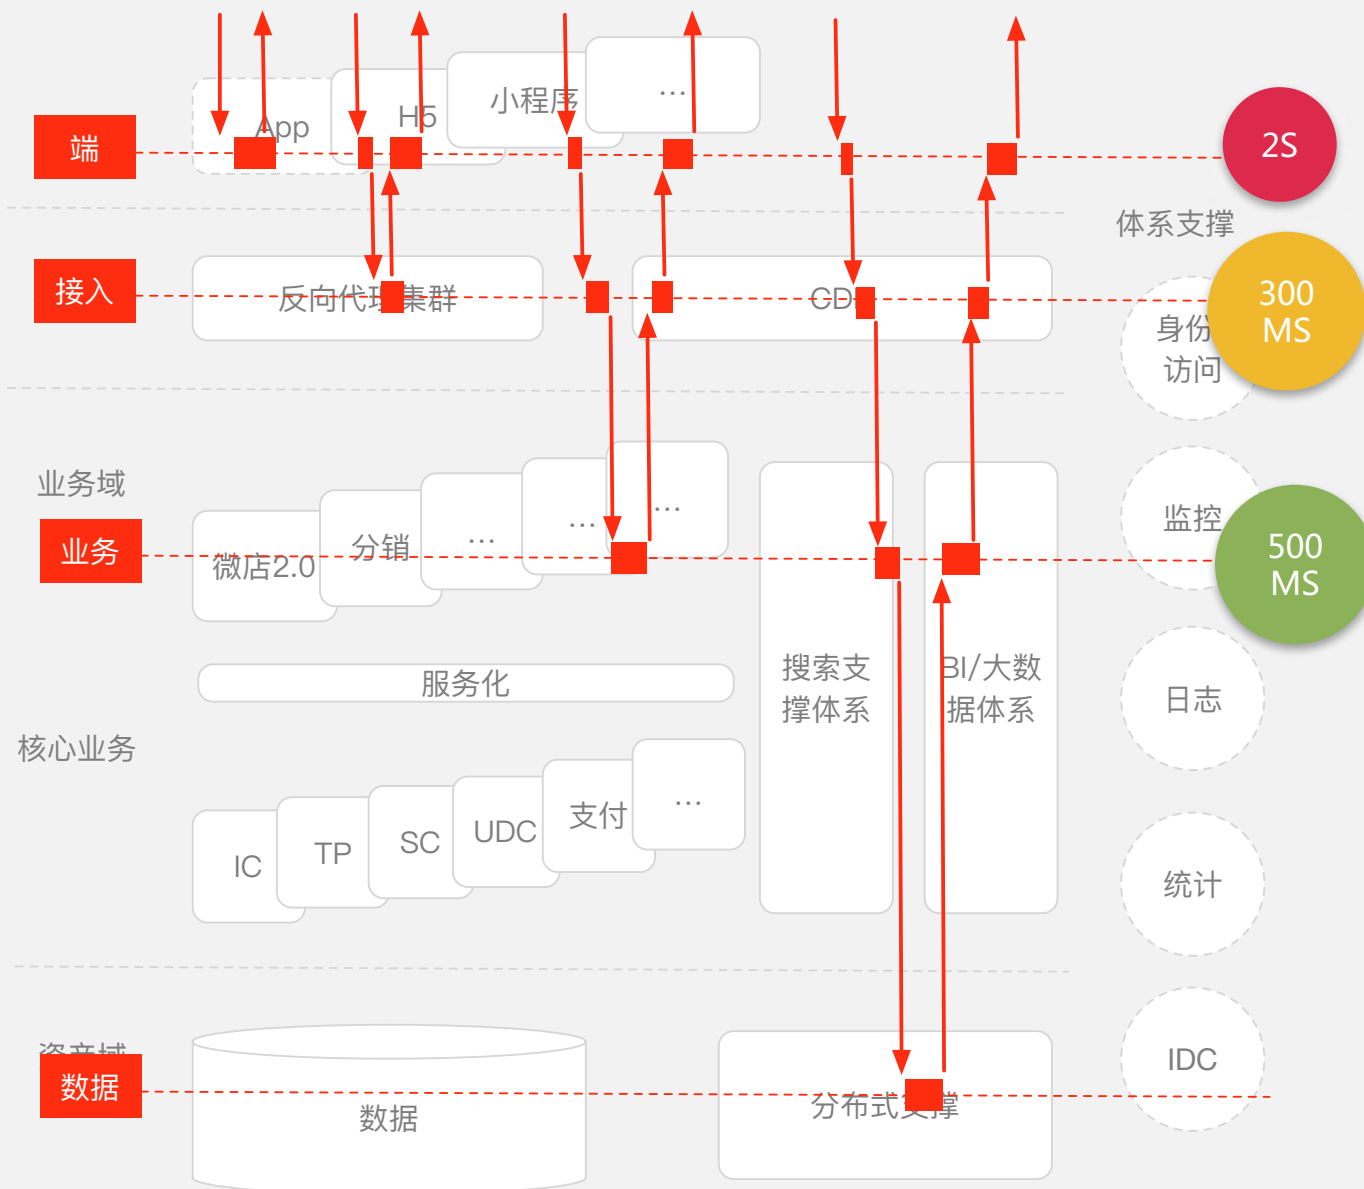 小程序
...
H5
App
端
2S
体系支撑
接入
反向代理集群
CD
300
MS
身份
访问
业务域
业务
微店2.0
分销
...
...
...
监控
500
MS
服务化
搜索支
撑体系
BI/大数
据体系
日志
核心业务
IC
TP
SC
UDC
支付
...
统计
资产域
数据
数据
分布式支撑
IDC